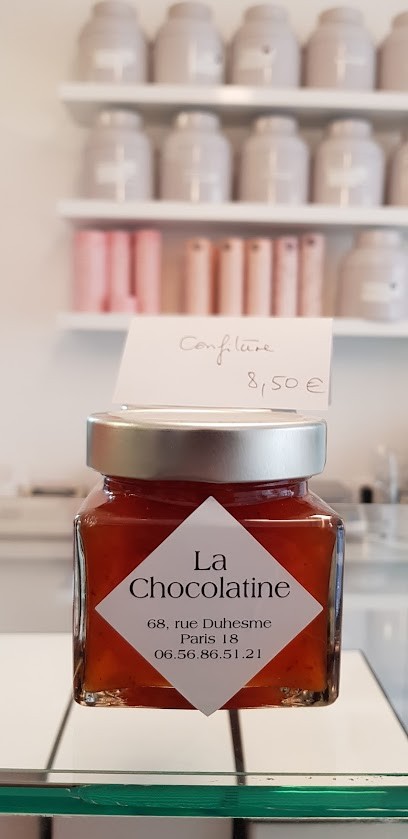 Confiture
8,50 €
La
Chocolatine
68, rue Duhesme
Paris 18
06.56.86.51.21